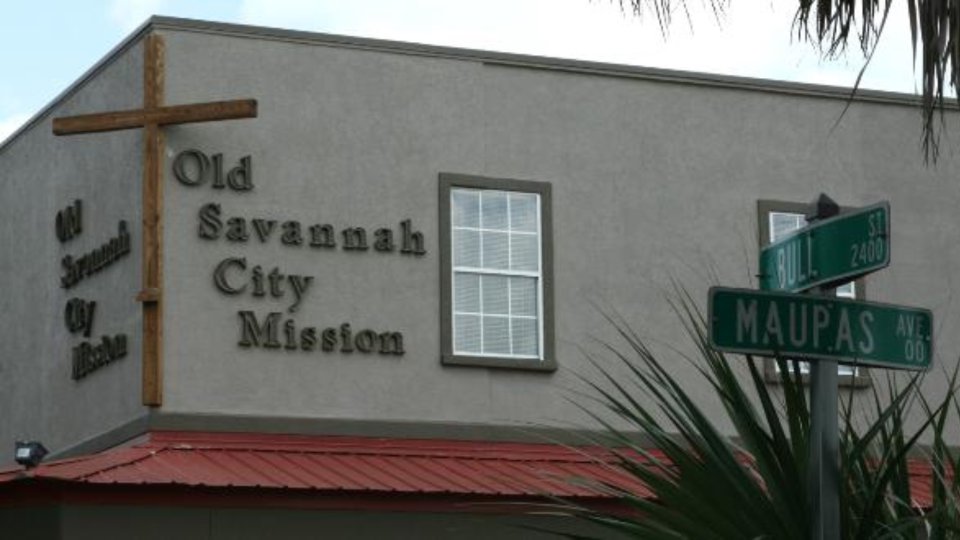 Old
Savannah
City
Mission
Old
Savannah
City
Mission
BULL ST
2400
MAUPAS AVE
00